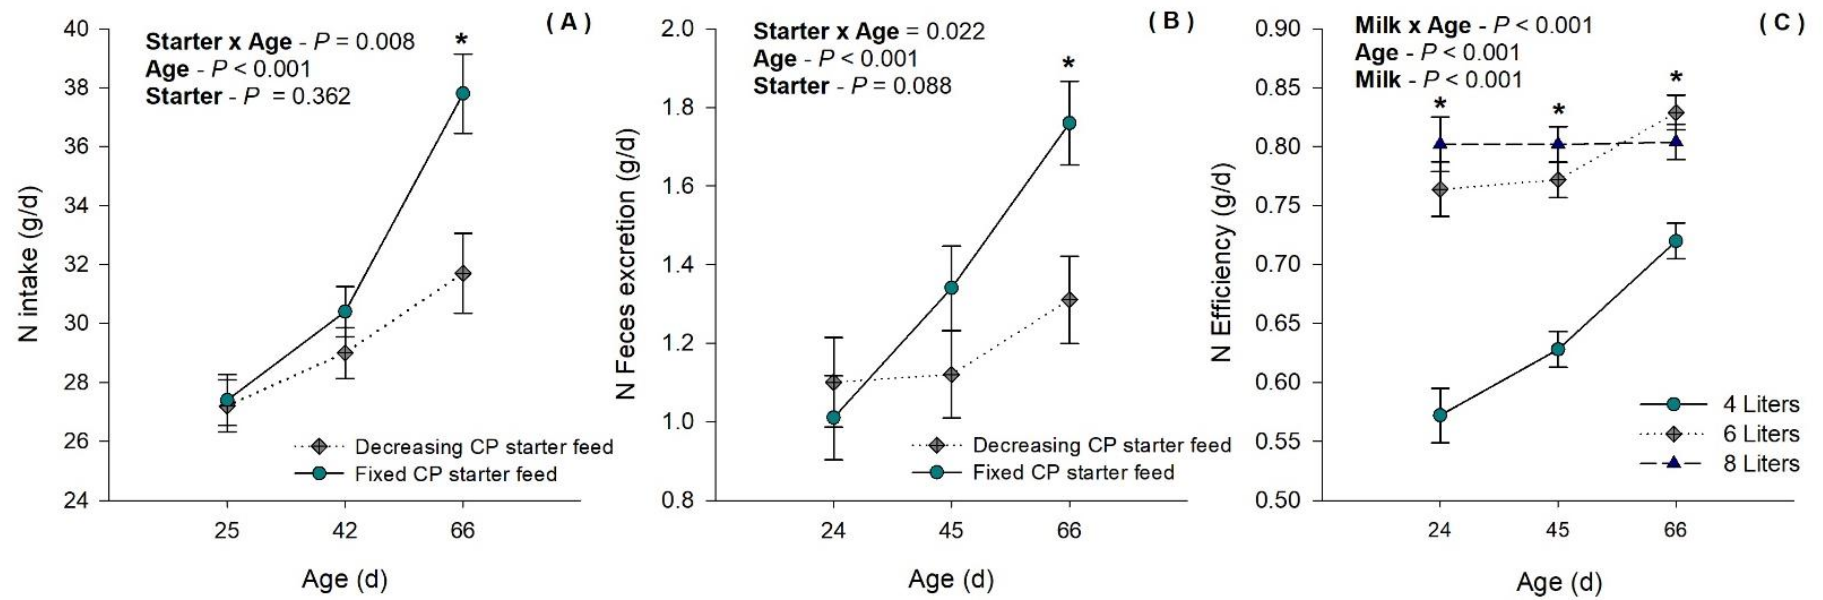 ( A )
Starter x Age - P = 0.008
Age - P < 0.001
Starter - P = 0.362
*
40
38
36
34
32
30
28
26
24
N intake (g/d)
Decreasing CP starter feed
Fixed CP starter feed
25 42 66
Age (d)
( B )
Starter x Age = 0.022
Age - P < 0.001
Starter - P = 0.088
*
2.0
1.8
1.6
1.4
1.2
1.0
0.8
N Feces excretion (g/d)
Decreasing CP starter feed
Fixed CP starter feed
24 45 66
Age (d)
( C )
Milk x Age - P < 0.001
Age - P < 0.001
Milk - P < 0.001
* * *
0.90
0.85
0.80
0.75
0.70
0.65
0.60
0.55
0.50
N Efficiency (g/d)
4 Liters
6 Liters
8 Liters
24 45 66
Age (d)